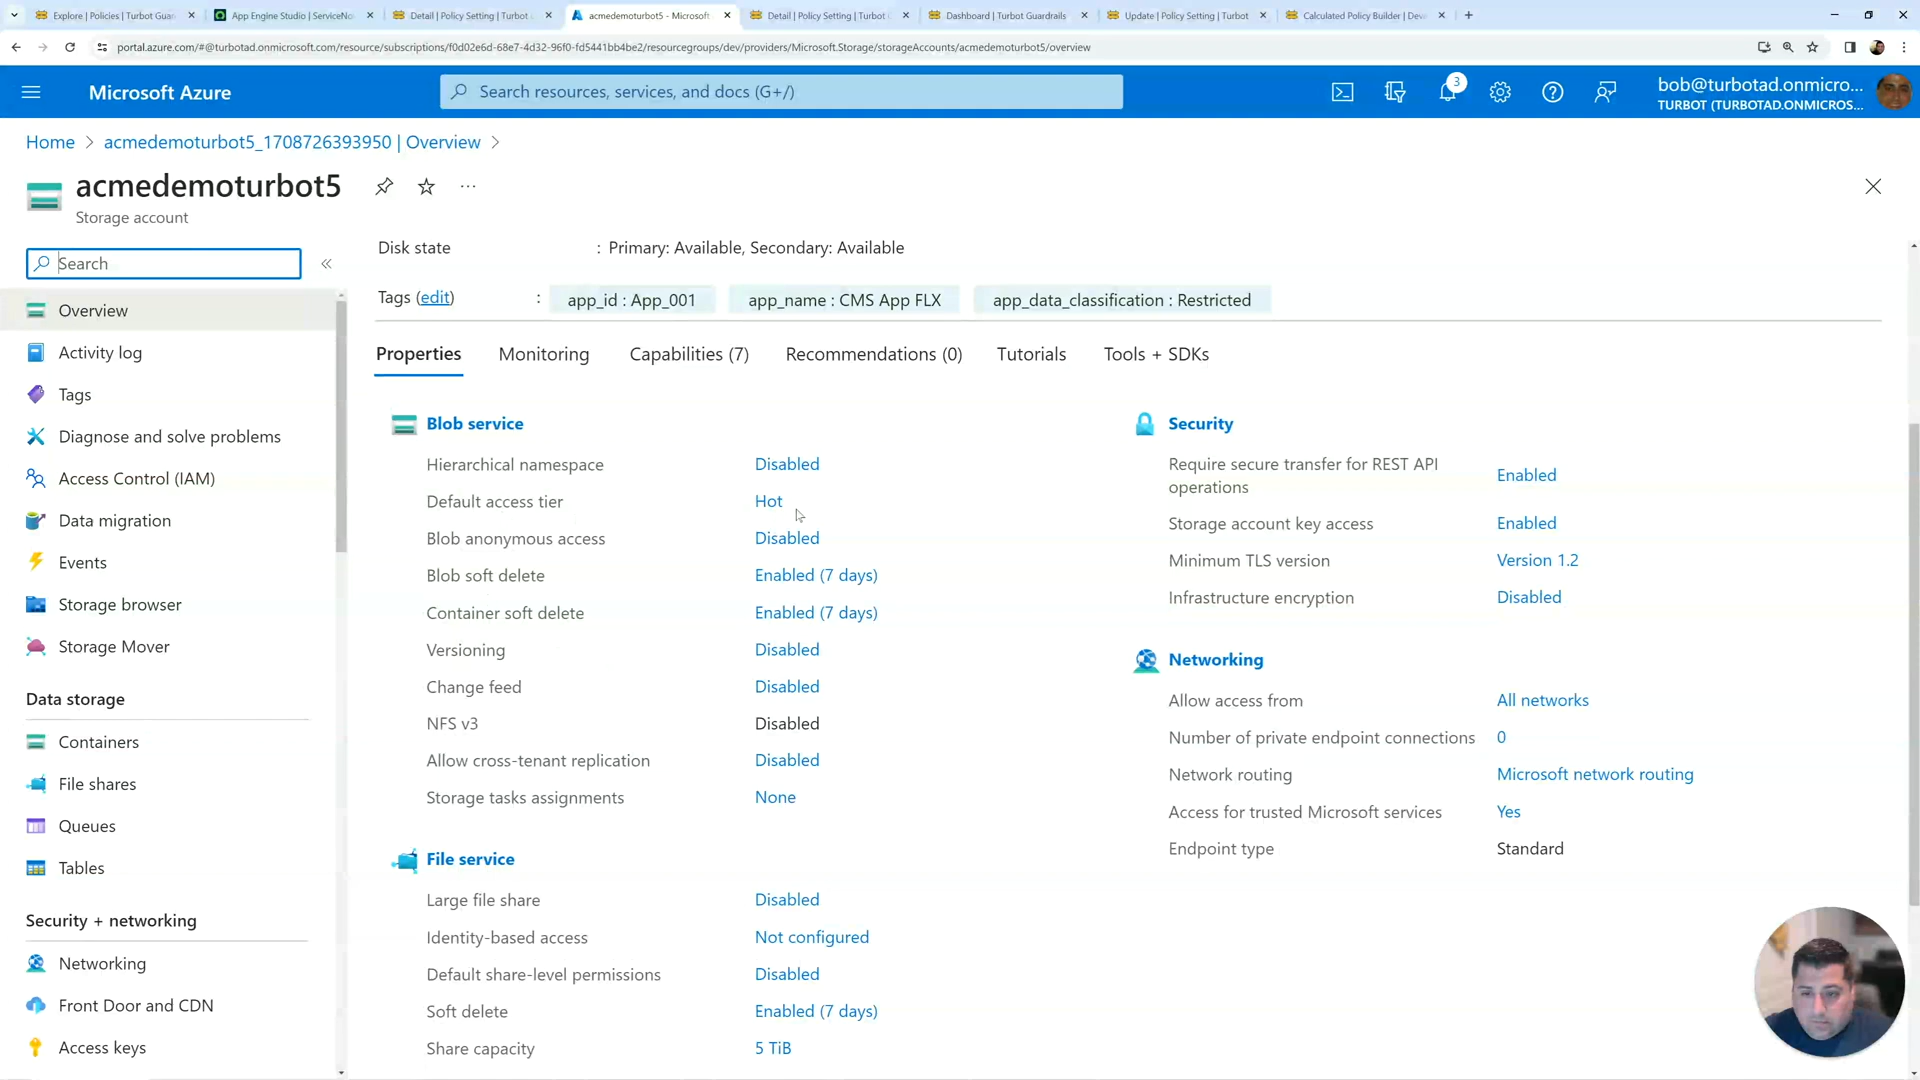 Explore | Policies | Turbot Gua
App Engine Studio | ServiceNo
Detail | Policy Setting | Turbot
acmedemoturbot5 - Microsoft
Detail | Policy Setting | Turbot
Dashboard | Turbot Guardrails
Update | Policy Setting | Turbot
Calculated Policy Builder | Dev
portal.azure.com/#@turbotad.onmicrosoft.com/resource/subscriptions/f0d02e6d-68e7-4d32-96f0-fd5441bb4be2/resourcegroups/dev/providers/Microsoft.Storage/storageAccounts/acmedemoturbot5/overview
Microsoft Azure
Search resources, services, and docs (G+/)
3
bob@turbotad.onmicro...
TURBOT (TURBOTAD.ONMICROS...
Home > acmedemoturbot5_1708726393950 | Overview >
acmedemoturbot5
Storage account
Search
Overview
Activity log
Tags
Diagnose and solve problems
Access Control (IAM)
Data migration
Events
Storage browser
Storage Mover
Data storage
Containers
File shares
Queues
Tables
Security + networking
Networking
Front Door and CDN
Access keys
Disk state : Primary: Available, Secondary: Available
Tags (edit) : app_id : App_001 app_name : CMS App FLX app_data_classification : Restricted
Properties Monitoring Capabilities (7) Recommendations (0) Tutorials Tools + SDKs
Blob service
Hierarchical namespace Disabled
Default access tier Hot
Blob anonymous access Disabled
Blob soft delete Enabled (7 days)
Container soft delete Enabled (7 days)
Versioning Disabled
Change feed Disabled
NFS v3 Disabled
Allow cross-tenant replication Disabled
Storage tasks assignments None
File service
Large file share Disabled
Identity-based access Not configured
Default share-level permissions Disabled
Soft delete Enabled (7 days)
Share capacity 5 TiB
Security
Require secure transfer for REST API
operations Enabled
Storage account key access Enabled
Minimum TLS version Version 1.2
Infrastructure encryption Disabled
Networking
Allow access from All networks
Number of private endpoint connections 0
Network routing Microsoft network routing
Access for trusted Microsoft services Yes
Endpoint type Standard